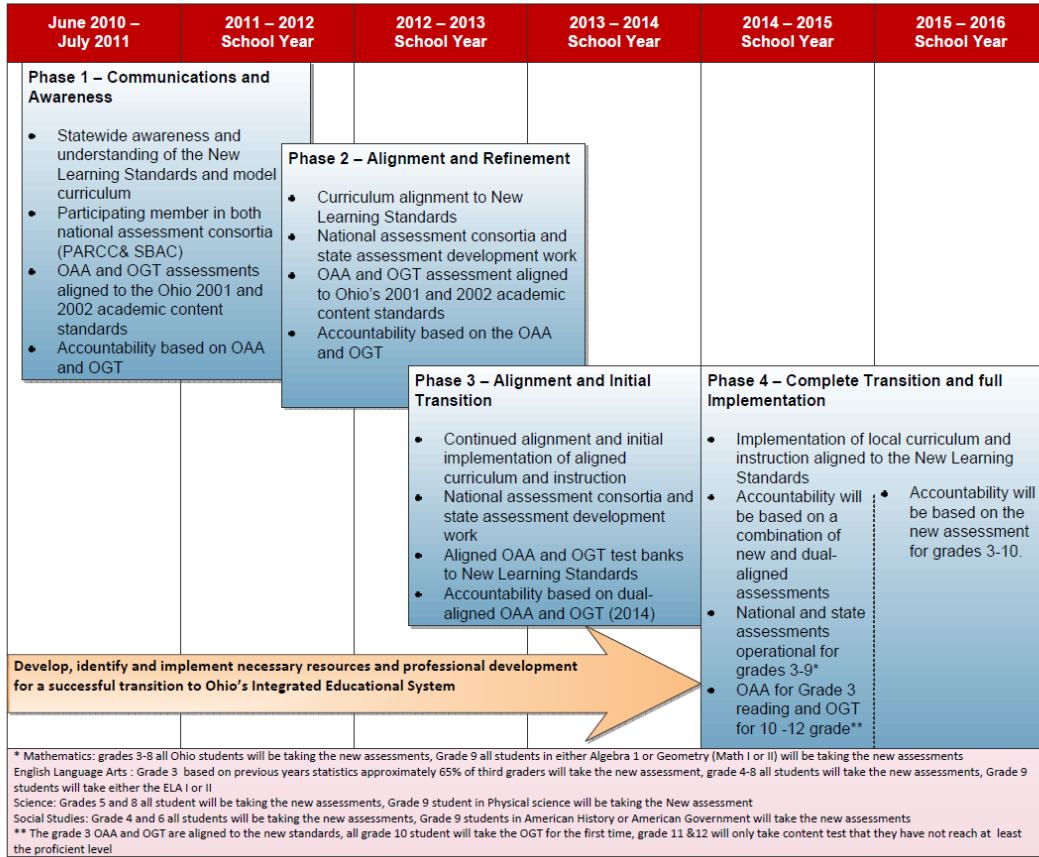 June 2010 –
July 2011
2011 – 2012
School Year
2012 – 2013
School Year
2013 – 2014
School Year
2014 – 2015
School Year
2015 – 2016
School Year
Phase 1 – Communications and
Awareness
• Statewide awareness and
understanding of the New
Learning Standards and model
curriculum
• Participating member in both
national assessment consortia
(PARCC& SBAC)
• OAA and OGT assessments
aligned to the Ohio 2001 and
2002 academic content
standards
• Accountability based on OAA
and OGT
Phase 2 – Alignment and Refinement
• Curriculum alignment to New
Learning Standards
• National assessment consortia and
state assessment development work
• OAA and OGT assessment aligned
to Ohio's 2001 and 2002 academic
content standards
• Accountability based on the OAA
and OGT
Phase 3 – Alignment and Initial
Transition
• Continued alignment and initial
implementation of aligned
curriculum and instruction
• National assessment consortia and
state assessment development
work
• Aligned OAA and OGT test banks
to New Learning Standards
• Accountability based on dual-
aligned OAA and OGT (2014)
Phase 4 – Complete Transition and full
Implementation
• Implementation of local curriculum and
instruction aligned to the New Learning
Standards
• Accountability will
be based on a
combination of
new and dual-
aligned
assessments
• National and state
assessments
operational for
grades 3-9*
• OAA for Grade 3
reading and OGT
for 10 -12 grade**
• Accountability will
be based on the
new assessment
for grades 3-10.
Develop, identify and implement necessary resources and professional development
for a successful transition to Ohio's Integrated Educational System
* Mathematics: grades 3-8 all Ohio students will be taking the new assessments, Grade 9 all students in either Algebra 1 or Geometry (Math I or II) will be taking the new assessments
English Language Arts : Grade 3 based on previous years statistics approximately 65% of third graders will take the new assessment, grade 4-8 all students will take the new assessments, Grade 9
students will take either the ELA I or II
Science: Grades 5 and 8 all student will be taking the new assessments, Grade 9 student in Physical science will be taking the New assessment
Social Studies: Grade 4 and 6 all students will be taking the new assessments, Grade 9 students in American History or American Government will take the new assessments
** The grade 3 OAA and OGT are aligned to the new standards, all grade 10 student will take the OGT for the first time, grade 11 &12 will only take content test that they have not reach at least
the proficient level